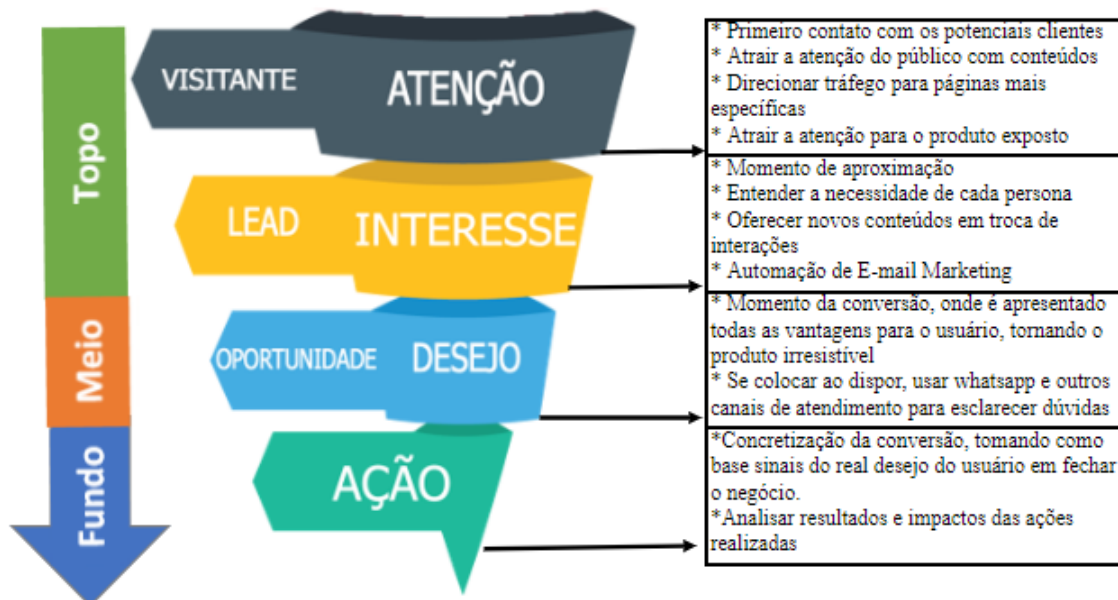 Topo
Meio
Fundo
VISITANTE
ATENÇÃO
* Primeiro contato com os potenciais clientes
* Atrair a atenção do público com conteúdos
* Direcionar tráfego para páginas mais
específicas
* Atrair a atenção para o produto exposto
LEAD
INTERESSE
* Momento de aproximação
* Entender a necessidade de cada persona
* Oferecer novos conteúdos em troca de
interações
* Automação de E-mail Marketing
OPORTUNIDADE
DESEJO
* Momento da conversão, onde é apresentado
todas as vantagens para o usuário, tornando o
produto irresistível
* Se colocar ao dispor, usar whatsapp e outros
canais de atendimento para esclarecer dúvidas
AÇÃO
*Concretização da conversão, tomando como
base sinais do real desejo do usuário em fechar
o negócio.
*Analisar resultados e impactos das ações
realizadas